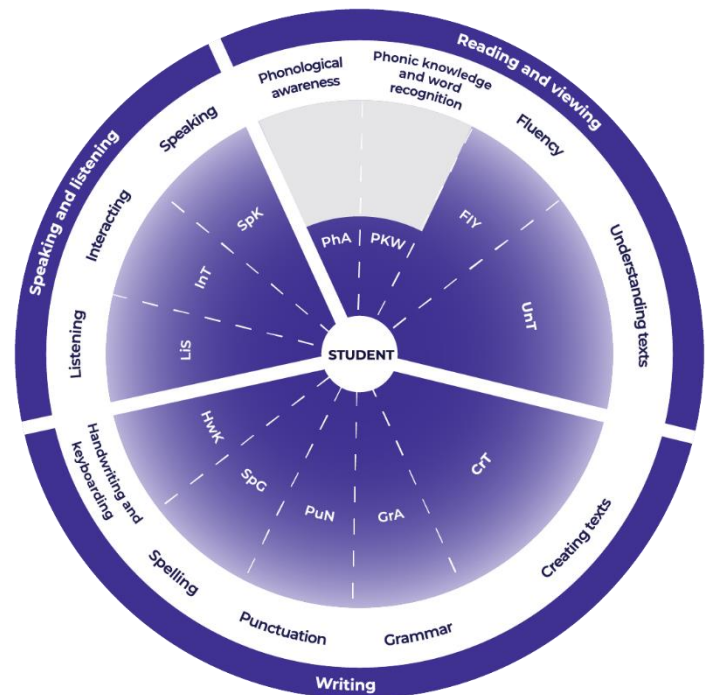 Reading and viewing
Phonological
awareness
Phonic knowledge
and word
recognition
Fluency
Understanding texts
PhA
PKW
FlY
UnT
Speaking and listening
Speaking
Interacting
Listening
SpK
InT
LiS
STUDENT
HwK
SpG
PuN
GrA
CrT
Handwriting and
keyboarding
Spelling
Punctuation
Grammar
Creating texts
Writing